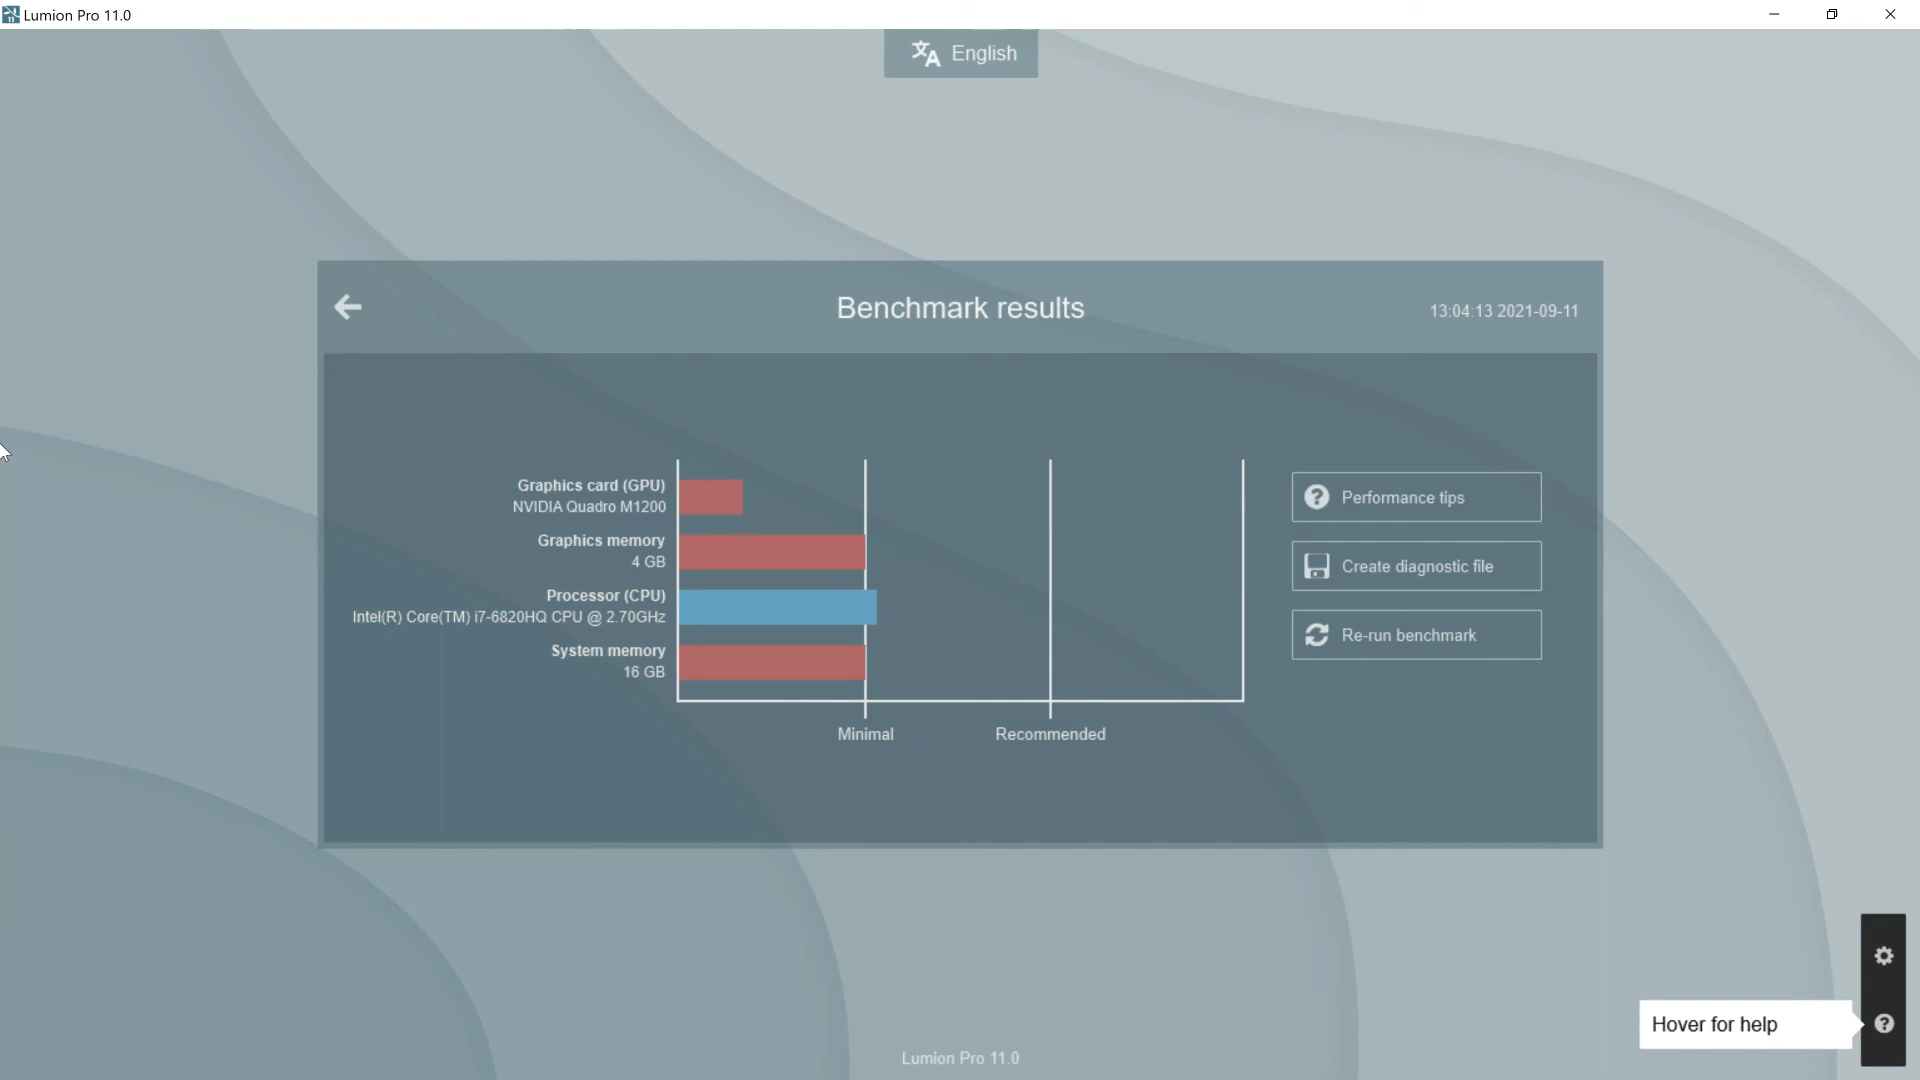 Lumion Pro 11.0
English
Benchmark results
13:04:13 2021-09-11
Graphics card (GPU)
NVIDIA Quadro M1200
Graphics memory
4 GB
Processor (CPU)
Intel(R) Core(TM) i7-6820HQ CPU @ 2.70GHz
System memory
16 GB
Minimal
Recommended
Performance tips
Create diagnostic file
Re-run benchmark
Hover for help
Lumion Pro 11.0